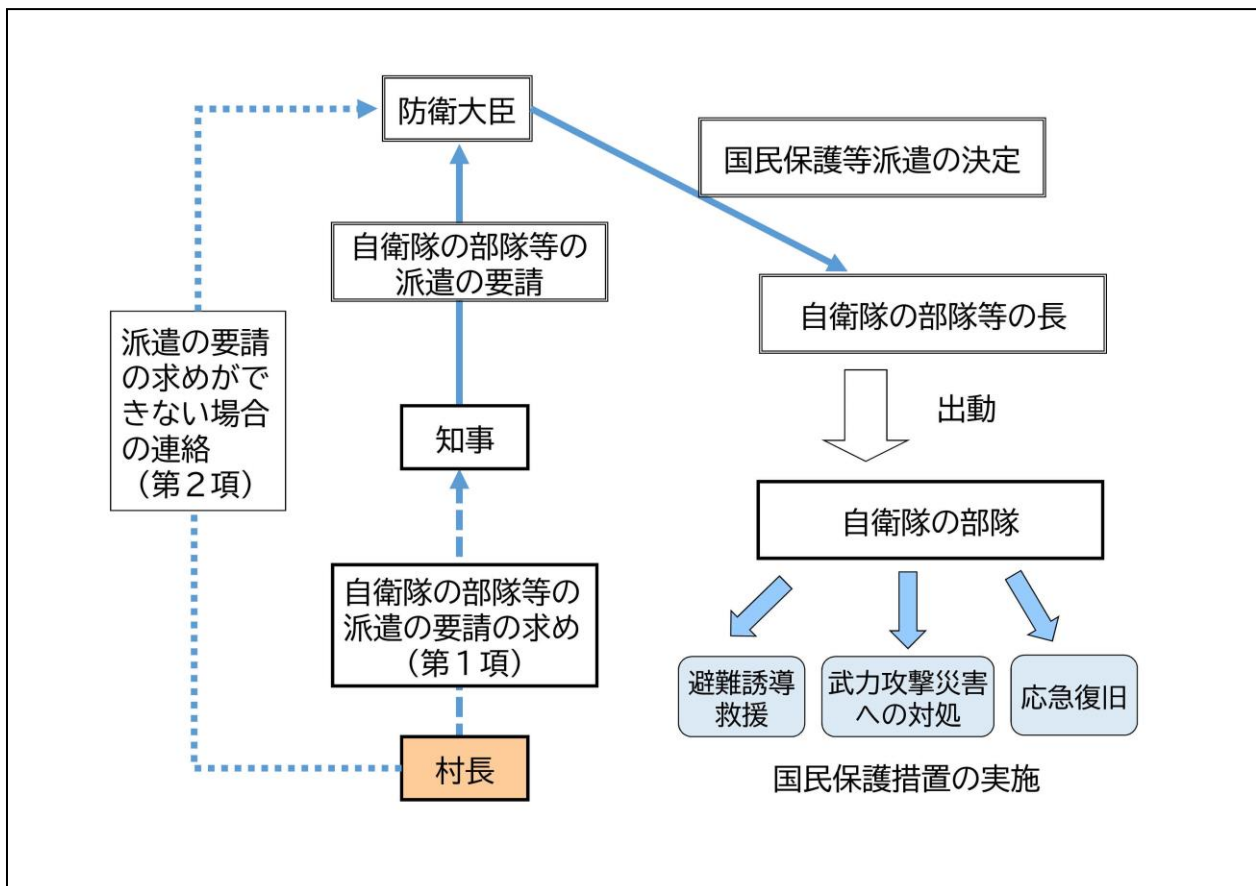 防衛大臣
国民保護等派遣の決定
自衛隊の部隊等の
派遣の要請
自衛隊の部隊等の長
派遣の要請
の求めがで
きない場合
の連絡
（第２項）
出動
知事
自衛隊の部隊
自衛隊の部隊等の
派遣の要請の求め
（第１項）
避難誘導
救援
武力攻撃災害
への対処
応急復旧
村長
国民保護措置の実施